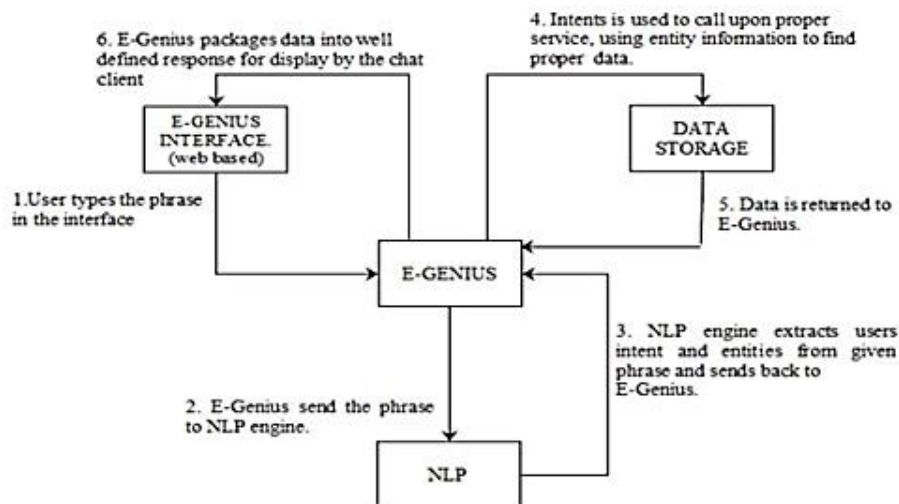 6. E-Genius packages data into well
defined response for display by the chat
client
4. Intents is used to call upon proper
service, using entity information to find
proper data.
E-GENIUS
INTERFACE.
(web based)
DATA
STORAGE
1.User types the phrase
in the interface
5. Data is returned to
E-Genius.
E-GENIUS
3. NLP engine extracts users
intent and entities from given
phrase and sends back to
E-Genius.
2. E-Genius send the phrase
to NLP engine.
NLP